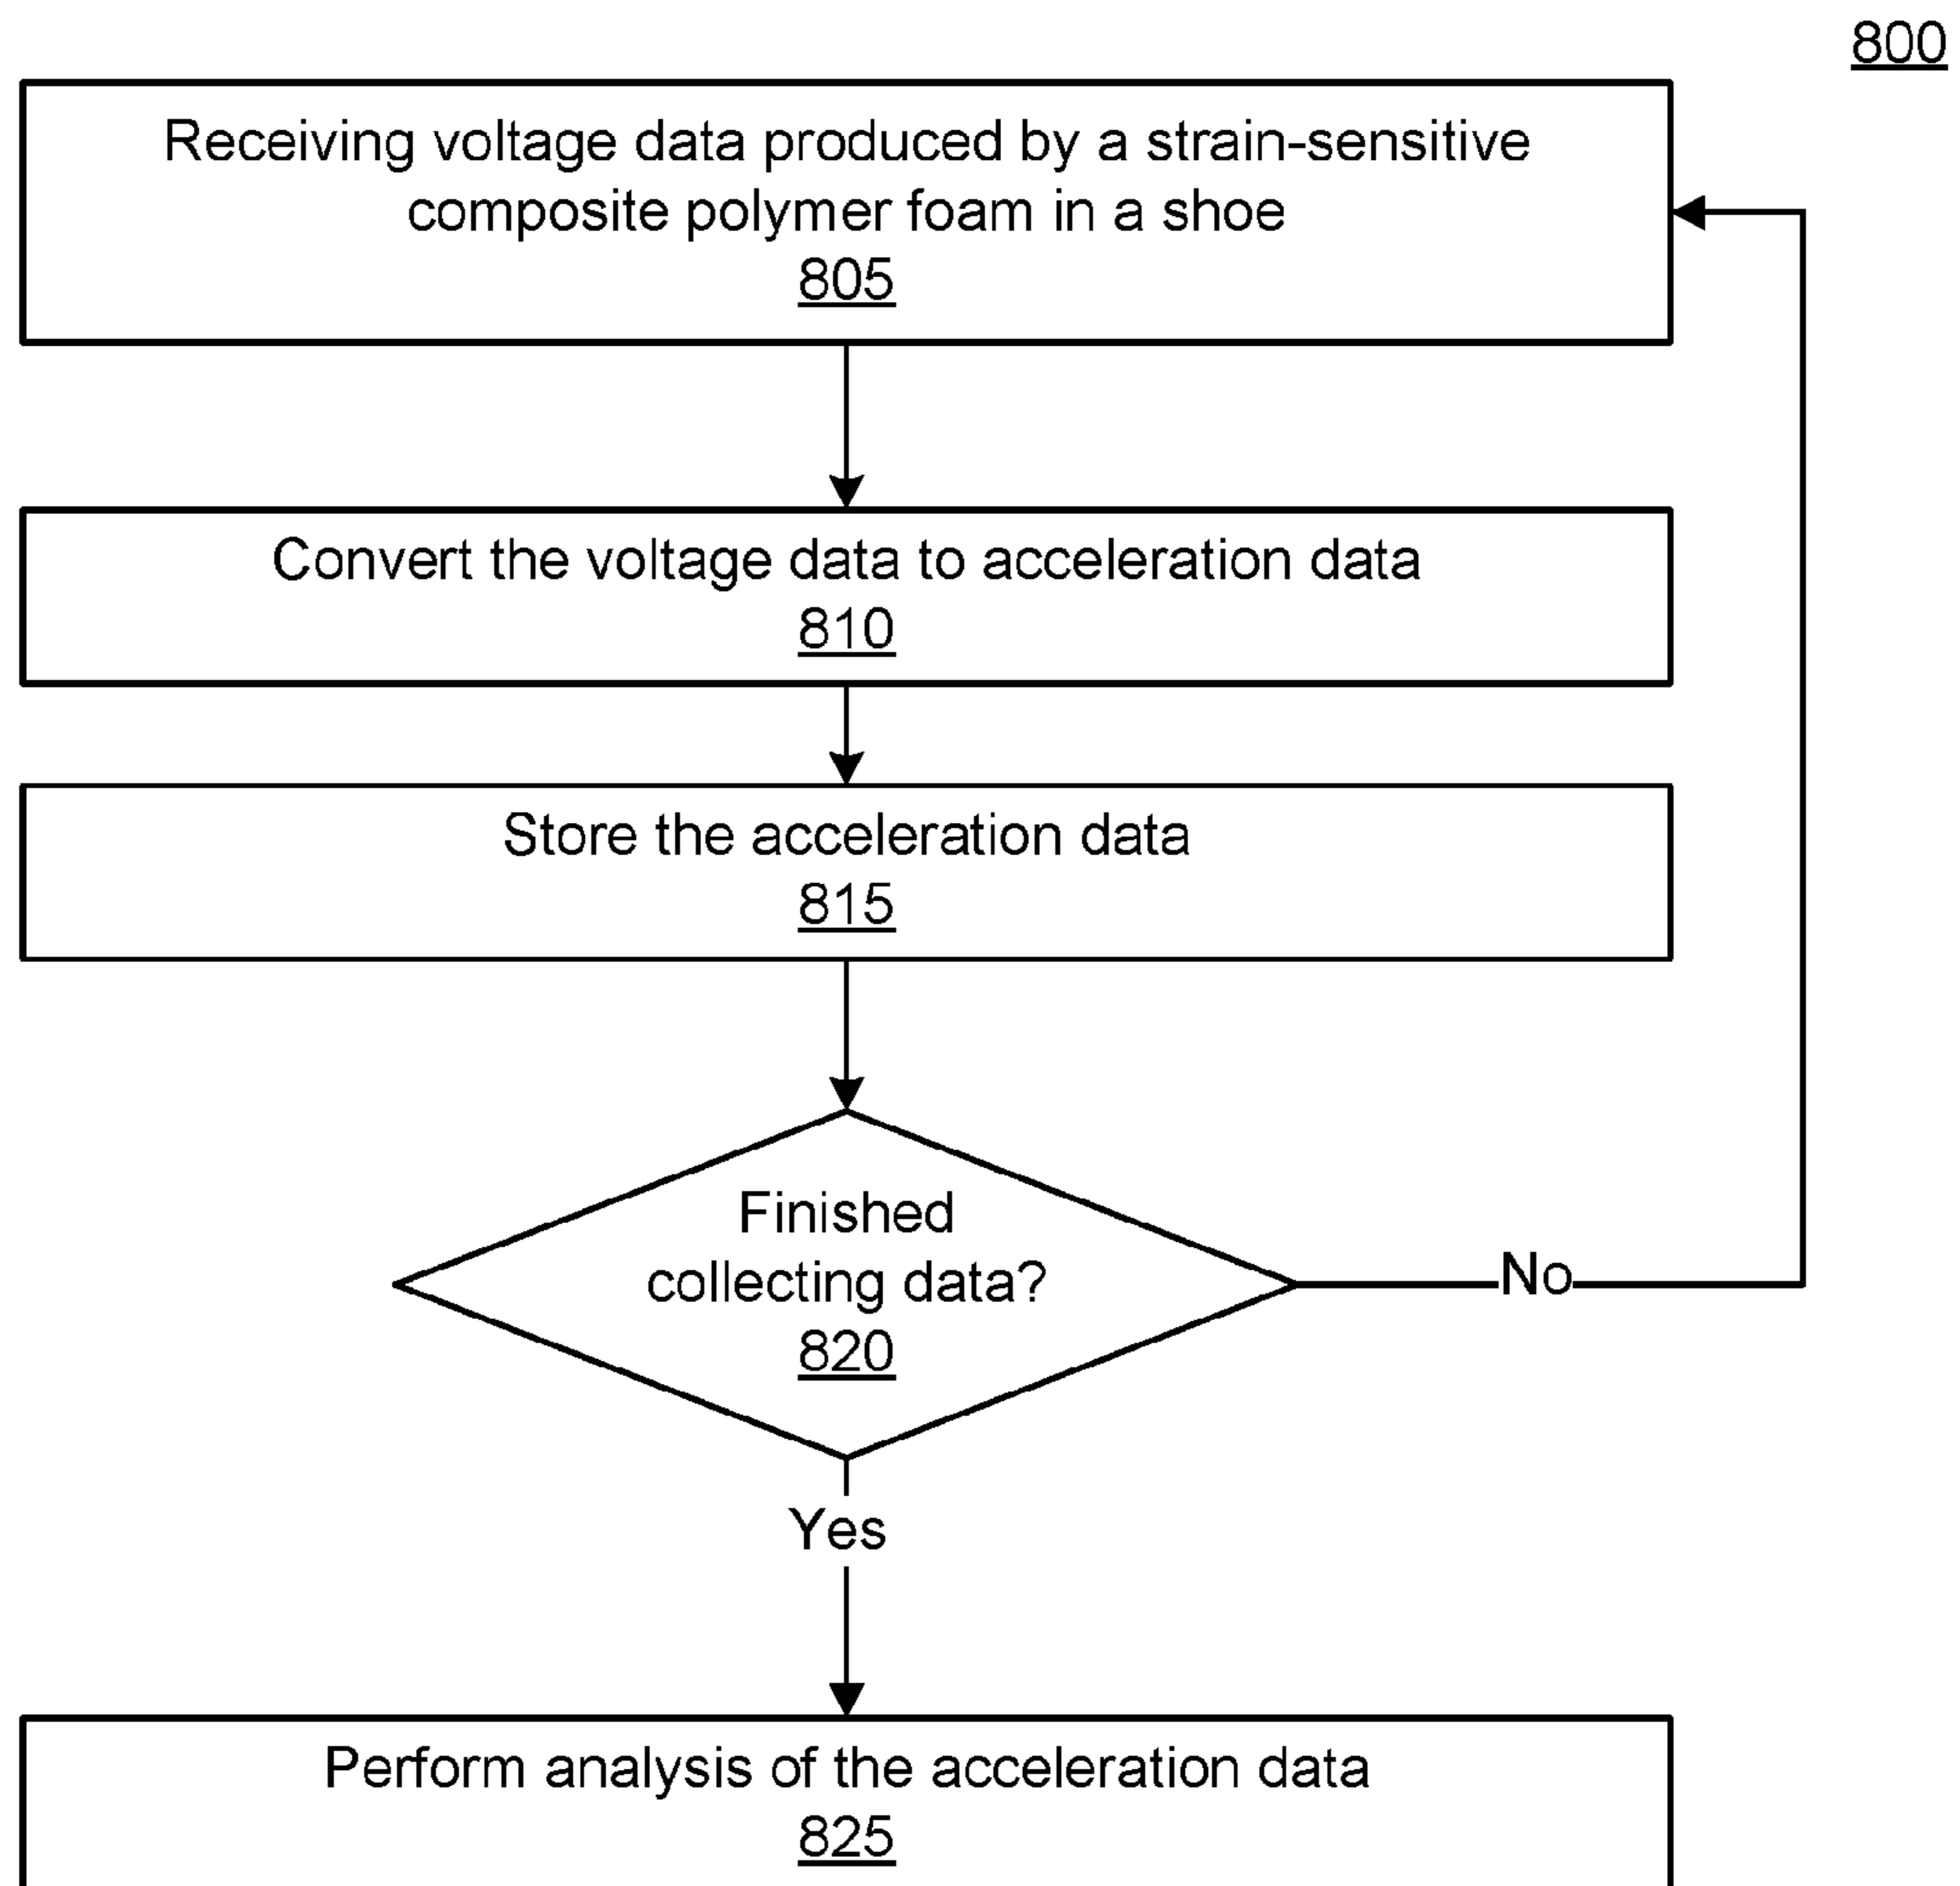 800
Receiving voltage data produced by a strain-sensitive
composite polymer foam in a shoe
805
Convert the voltage data to acceleration data
810
Store the acceleration data
815
Finished
collecting data?
820
No
Yes
Perform analysis of the acceleration data
825